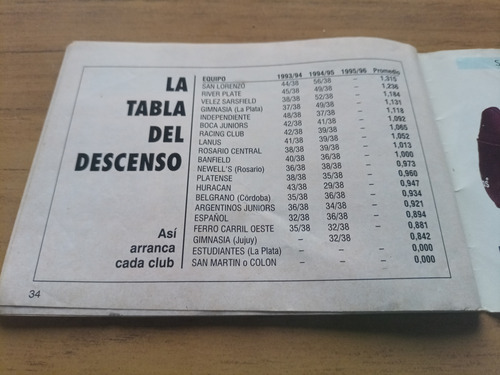 LA
TABLA
DEL
DESCENSO
Así
arranca
cada club
EQUIPO 1993/94 1994/95 1995/96 Promedio
SAN LORENZO 44/38 56/38 – 1,315
RIVER PLATE 45/38 49/38 – 1,236
VELEZ SARSFIELD 38/38 52/38 – 1,184
GIMNASIA (La Plata) 37/38 49/38 – 1,131
INDEPENDIENTE 48/38 37/38 – 1,118
BOCA JUNIORS 42/38 41/38 – 1,092
RACING CLUB 42/38 39/38 – 1,065
LANUS 41/38 39/38 – 1,052
ROSARIO CENTRAL 38/38 39/38 – 1,013
BANFIELD 40/38 36/38 – 1,000
NEWELL'S (Rosario) 36/38 38/38 – 0,973
PLATENSE 38/38 35/38 – 0,960
HURACAN 43/38 29/38 – 0,947
BELGRANO (Córdoba) 35/38 36/38 – 0,934
ARGENTINOS JUNIORS 36/38 34/38 – 0,921
ESPAÑOL 32/38 36/38 – 0,894
FERRO CARRIL OESTE 35/38 32/38 – 0,881
GIMNASIA (Jujuy) – 32/38 – 0,842
ESTUDIANTES (La Plata) – – – 0,000
SAN MARTIN o COLON – – – 0,000
34